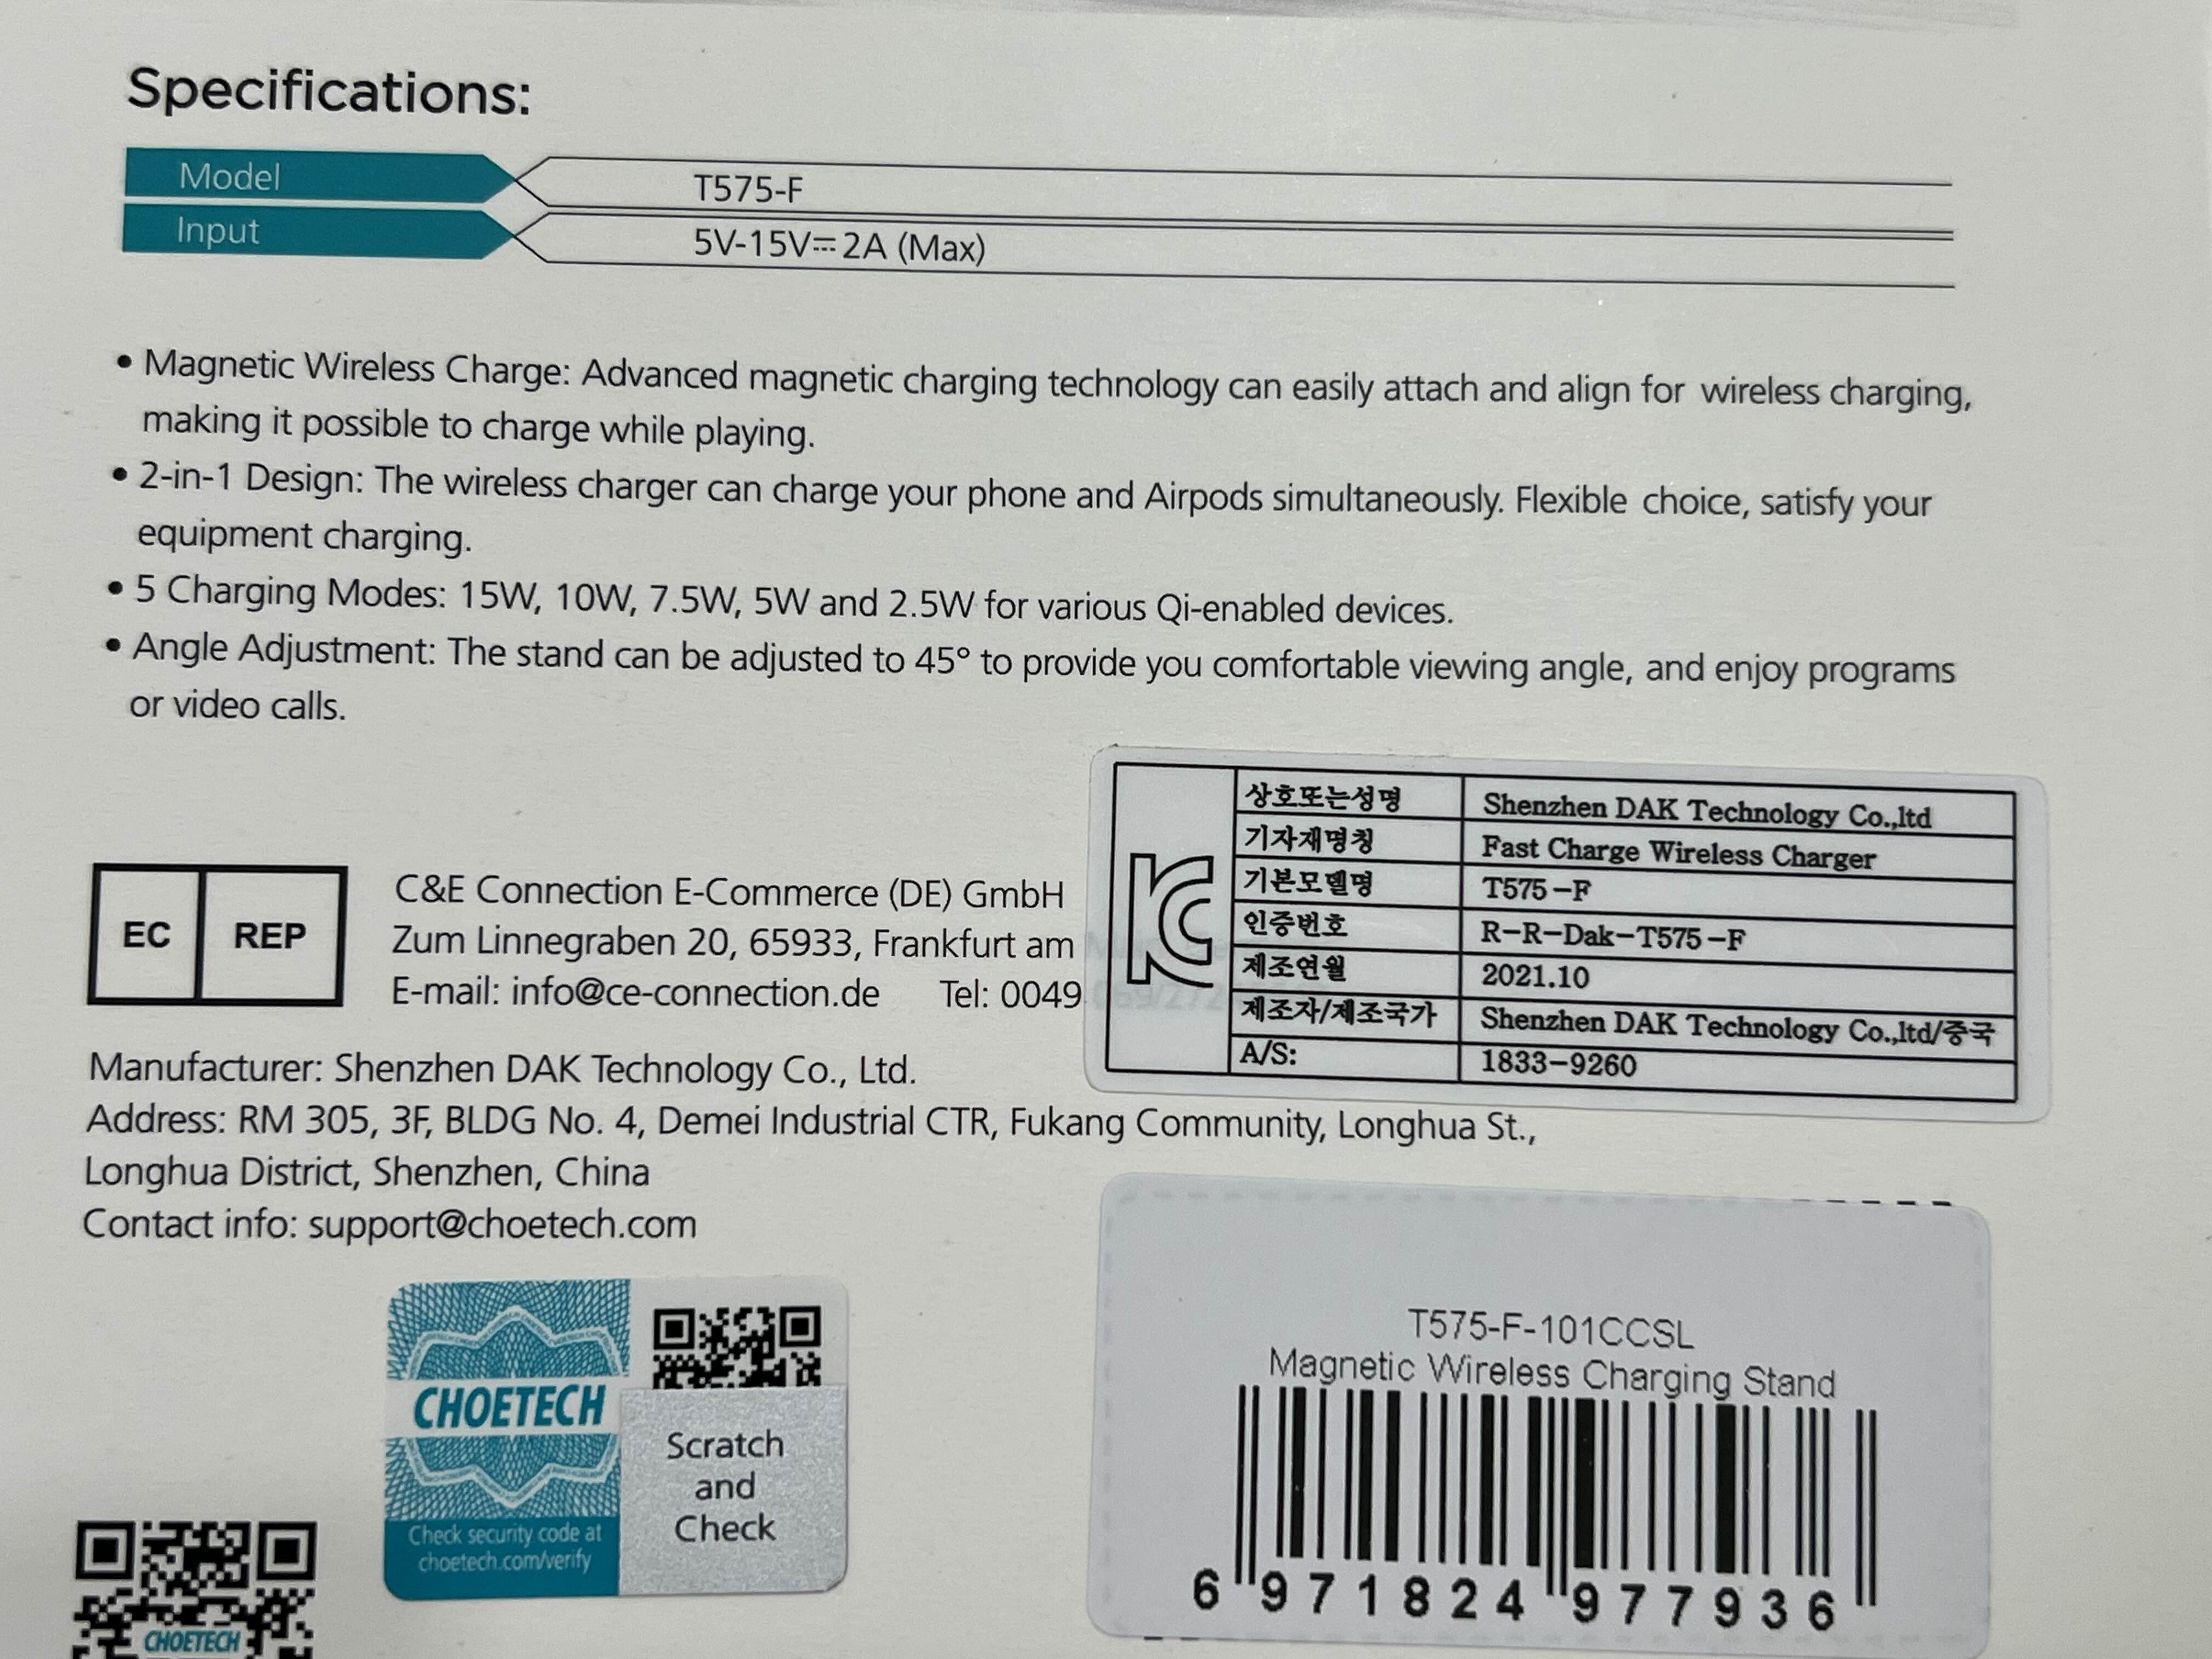 Specifications:
Model T575-F
Input 5V-15V⎓2A (Max)
• Magnetic Wireless Charge: Advanced magnetic charging technology can easily attach and align for wireless charging,
making it possible to charge while playing.
• 2-in-1 Design: The wireless charger can charge your phone and Airpods simultaneously. Flexible choice, satisfy your
equipment charging.
• 5 Charging Modes: 15W, 10W, 7.5W, 5W and 2.5W for various Qi-enabled devices.
• Angle Adjustment: The stand can be adjusted to 45° to provide you comfortable viewing angle, and enjoy programs
or video calls.
EC REP
C&E Connection E-Commerce (DE) GmbH
Zum Linnegraben 20, 65933, Frankfurt am
E-mail: info@ce-connection.de Tel: 0049
상호또는성명 Shenzhen DAK Technology Co.,ltd
기자재명칭 Fast Charge Wireless Charger
기본모델명 T575-F
인증번호 R-R-Dak-T575-F
제조연월 2021.10
제조자/제조국가 Shenzhen DAK Technology Co.,ltd/중국
A/S: 1833-9260
Manufacturer: Shenzhen DAK Technology Co., Ltd.
Address: RM 305, 3F, BLDG No. 4, Demei Industrial CTR, Fukang Community, Longhua St.,
Longhua District, Shenzhen, China
Contact info: support@choetech.com
CHOETECH
Check security code at
choetech.com/verify
Scratch
and
Check
CHOETECH
T575-F-101CCSL
Magnetic Wireless Charging Stand
6 971824 977936